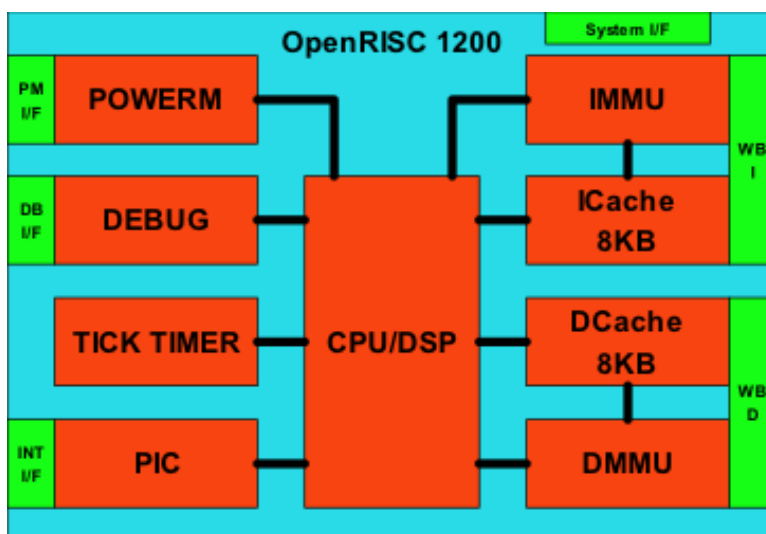 System I/F
OpenRISC 1200
PM
I/F
POWERM
IMMU
WB
I
DB
I/F
DEBUG
ICache
8KB
TICK TIMER
CPU/DSP
DCache
8KB
WB
D
INT
I/F
PIC
DMMU